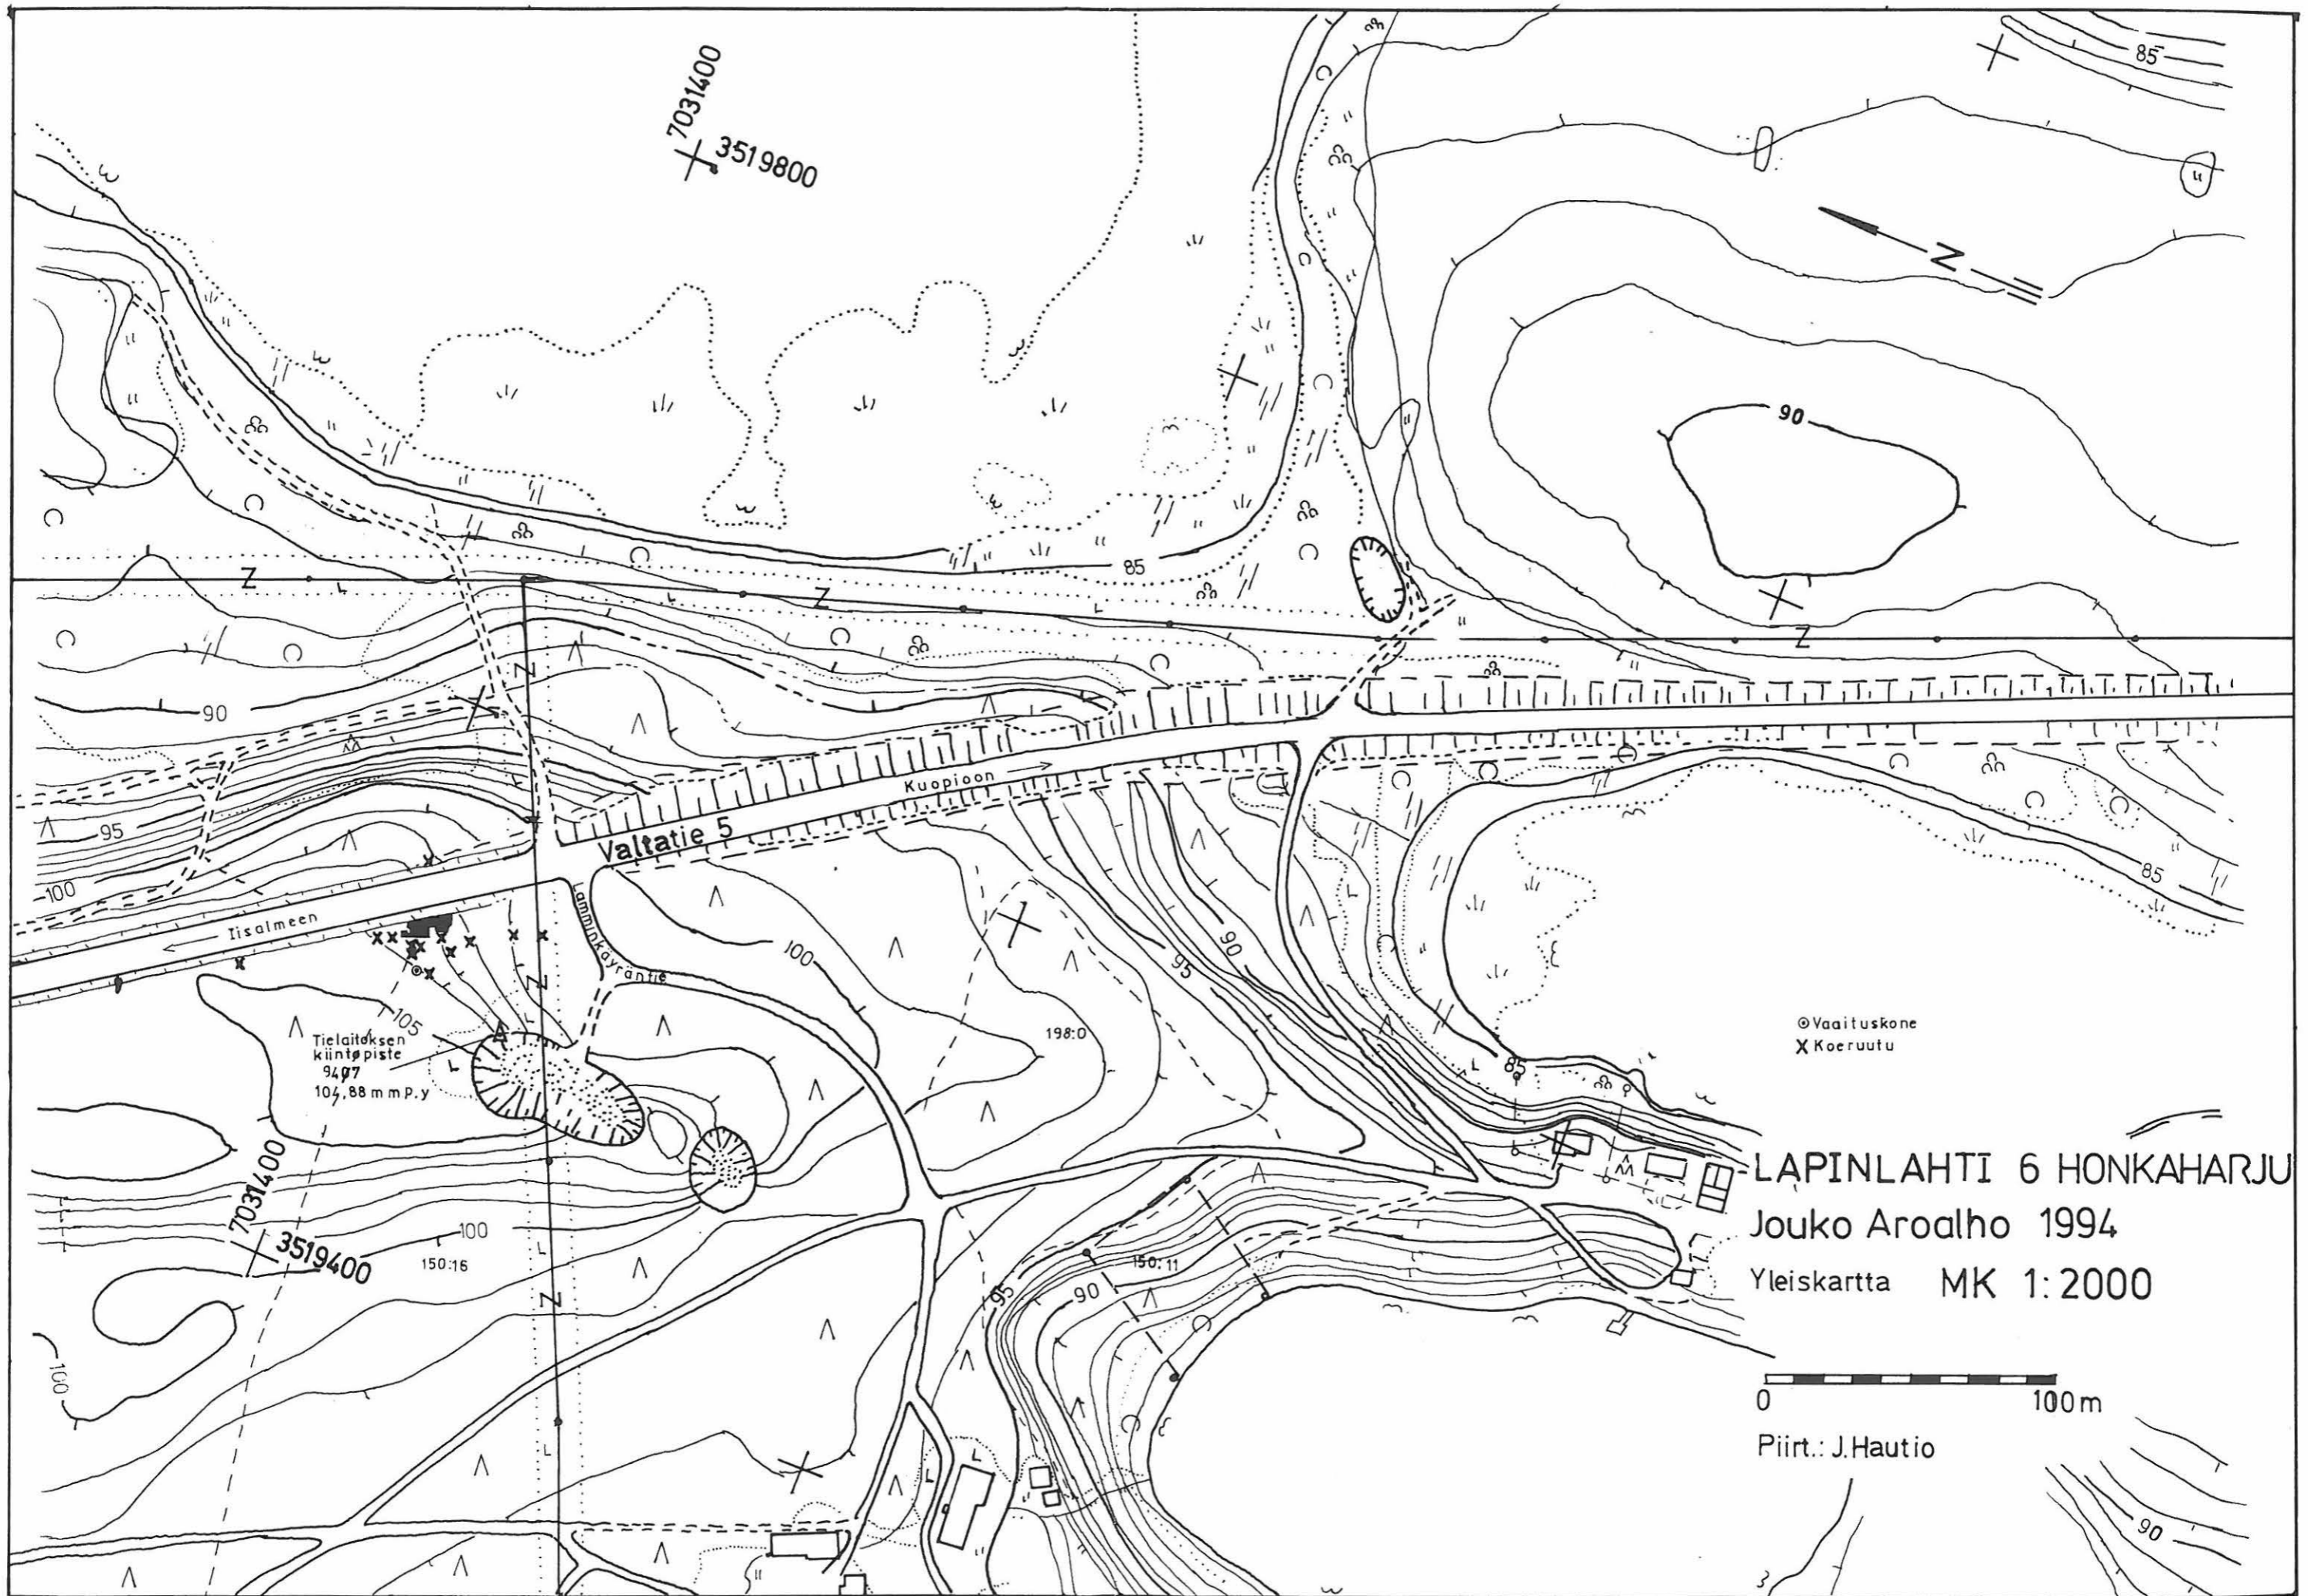 85
7031400
3519800
N
90
85
Z
Z
Z
90
N
Kuopioon
Valtatie 5
95
100
Iisalmeen
Lamminkäyräntie
100
90
95
85
105
N
Tielaitoksen
kiintopiste
9407
104,88 m mp.y
198:0
Vaaituskone
X Koeruutu
85
7031400
3519400
100
150:16
150:11
95
90
N
100
LAPINLAHTI 6 HONKAHARJU
Jouko Aroalho 1994
Yleiskartta MK 1:2000
0 100m
Piirt.: J.Hautio
90